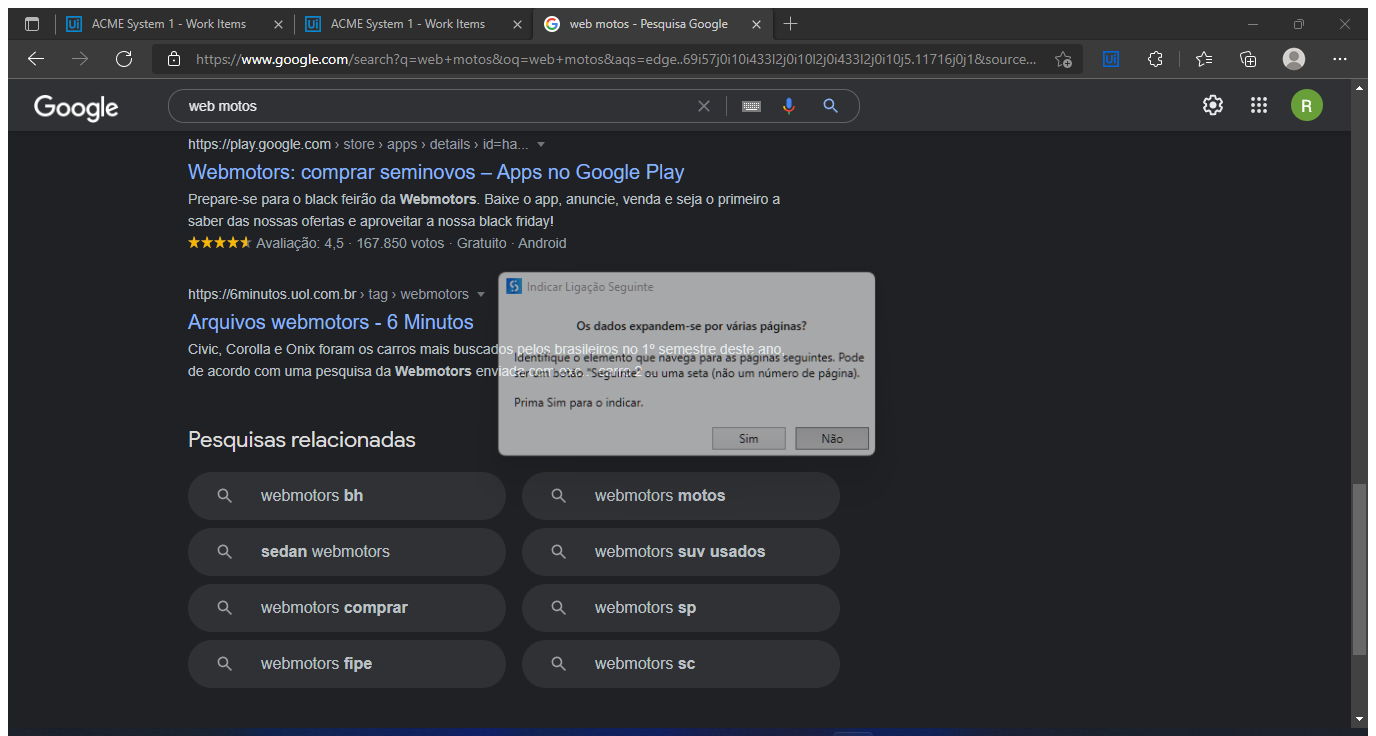 ACME System 1 - Work Items
ACME System 1 - Work Items
web motos - Pesquisa Google
https://www.google.com/search?q=web+motos&oq=web+motos&aqs=edge..69i57j0i10i433l2j0i10l2j0i433l2j0i10j5.11716j0j1&source...
Google
web motos
R
https://play.google.com › store › apps › details › id=ha...
Webmotors: comprar seminovos – Apps no Google Play
Prepare-se para o black feirão da Webmotors. Baixe o app, anuncie, venda e seja o primeiro a
saber das nossas ofertas e aproveitar a nossa black friday!
Avaliação: 4,5 · 167.850 votos · Gratuito · Android
https://6minutos.uol.com.br › tag › webmotors
Arquivos webmotors - 6 Minutos
Civic, Corolla e Onix foram os carros mais buscados pelos brasileiros no 1º semestre deste ano,
de acordo com uma pesquisa da Webmotors enviada com
Indicar Ligação Seguinte
Os dados expandem-se por várias páginas?
Identifique o elemento que navega para as páginas seguintes. Pode
ser um botão "Seguinte" ou uma seta (não um número de página).
Prima Sim para o indicar.
Sim
Não
Pesquisas relacionadas
webmotors bh
webmotors motos
sedan webmotors
webmotors suv usados
webmotors comprar
webmotors sp
webmotors fipe
webmotors sc